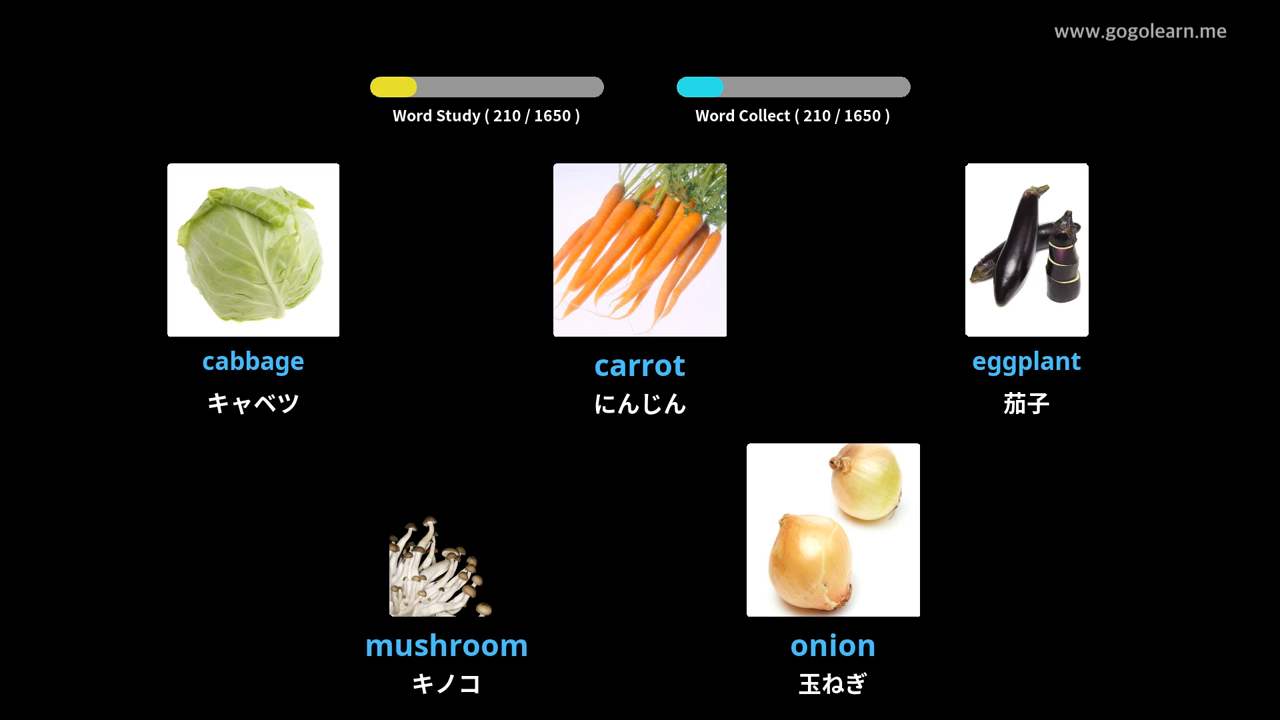 www.gogolearn.me
Word Study ( 210 / 1650 )
Word Collect ( 210 / 1650 )
cabbage
キャベツ
carrot
にんじん
eggplant
茄子
mushroom
キノコ
onion
玉ねぎ